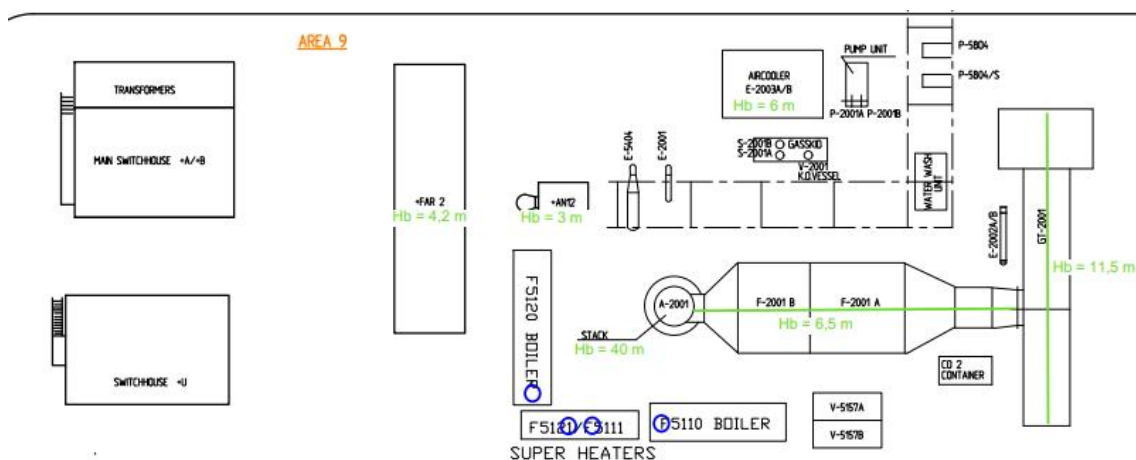 AREA 9
TRANSFORMERS
MAIN SWITCHHOUSE +A/+B
SWITCHHOUSE +U
+FAR 2
Hb = 4,2 m
+AN12
Hb = 3 m
E-5404
E-2001
AIRCOOLER
E-2003A/B
Hb = 6 m
PUMP UNIT
P-2001A P-2001B
P-5804
P-5804/S
S-2001B
S-2001A
GASSKID
V-2001
K.O.VESSEL
WATER WASH
UNIT
E-2002A/B
GT-2001
Hb = 11,5 m
F5120 BOILER
A-2001
STACK
Hb = 40 m
F-2001 B
F-2001 A
Hb = 6,5 m
CO 2
CONTAINER
V-5157A
V-5157B
F5121/F5111
SUPER HEATERS
F5110 BOILER